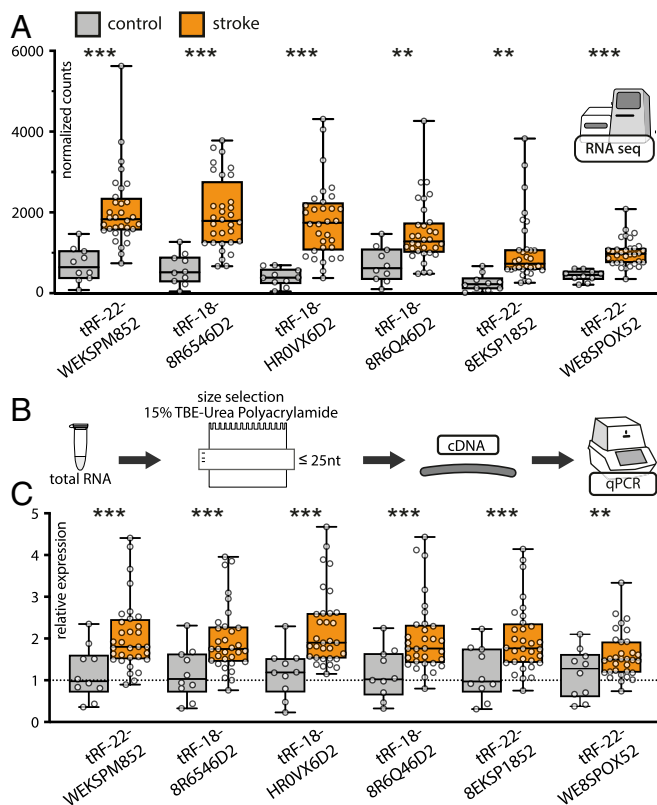 A
control
stroke
*** *** *** ** ** ***
normalized counts
6000
4000
2000
0
RNA seq
tRF-22-
WEKSPM852
tRF-18-
8R6546D2
tRF-18-
HR0VX6D2
tRF-18-
8R6Q46D2
tRF-22-
8EKSP1852
tRF-22-
WE8SPOX52
B
size selection
15% TBE-Urea Polyacrylamide
total RNA
≤ 25nt
cDNA
qPCR
C
*** *** *** *** *** **
relative expression
5
4
3
2
1
0
tRF-22-
WEKSPM852
tRF-18-
8R6546D2
tRF-18-
HR0VX6D2
tRF-18-
8R6Q46D2
tRF-22-
8EKSP1852
tRF-22-
WE8SPOX52